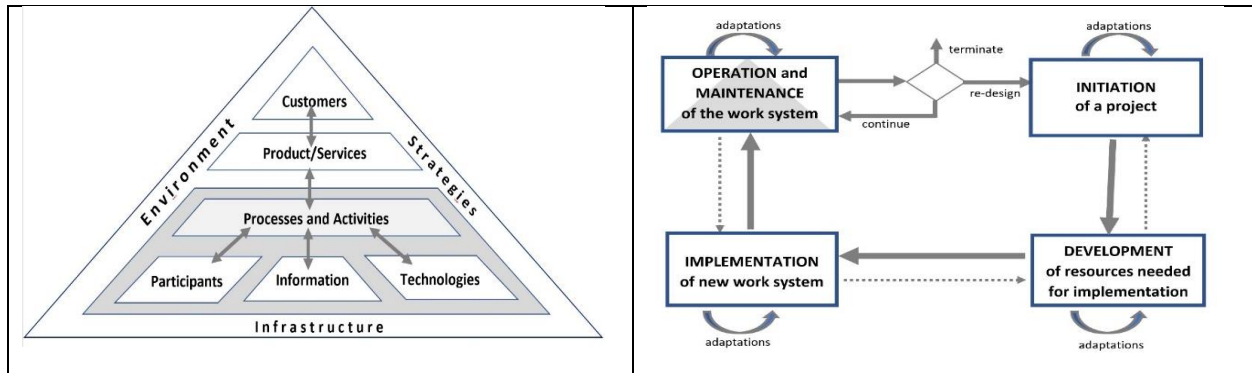 Customers
Product/Services
Environment
Strategies
Processes and Activities
Participants
Information
Technologies
Infrastructure
adaptations
OPERATION and
MAINTENANCE
of the work system
terminate
re-design
continue
adaptations
INITIATION
of a project
IMPLEMENTATION
of new work system
adaptations
DEVELOPMENT
of resources needed
for implementation
adaptations